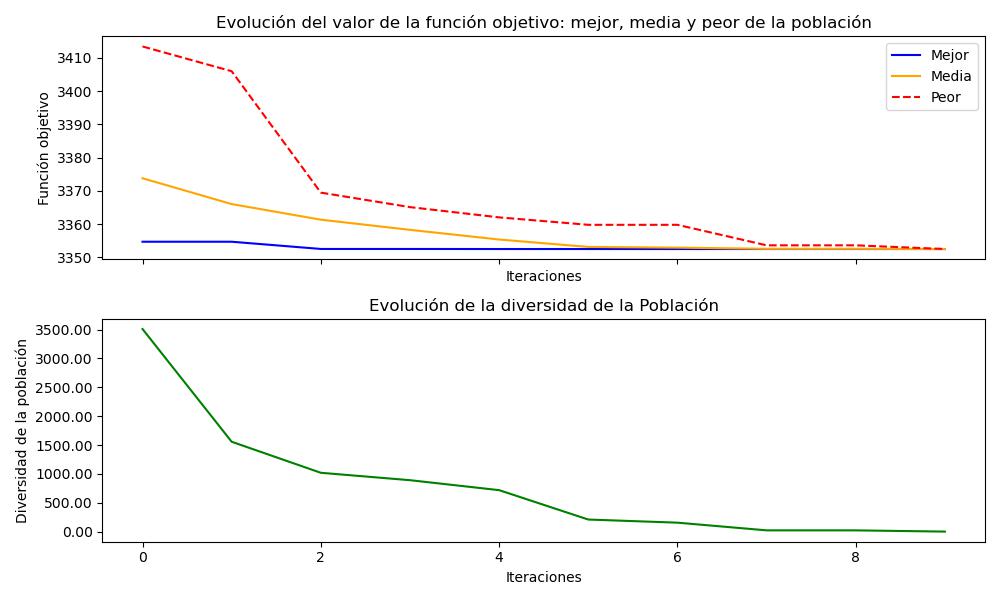 Evolución del valor de la función objetivo: mejor, media y peor de la población
Función objetivo
3410
3400
3390
3380
3370
3360
3350
Mejor
Media
Peor
Iteraciones
Evolución de la diversidad de la Población
Diversidad de la población
3500.00
3000.00
2500.00
2000.00
1500.00
1000.00
500.00
0.00
0 2 4 6 8
Iteraciones